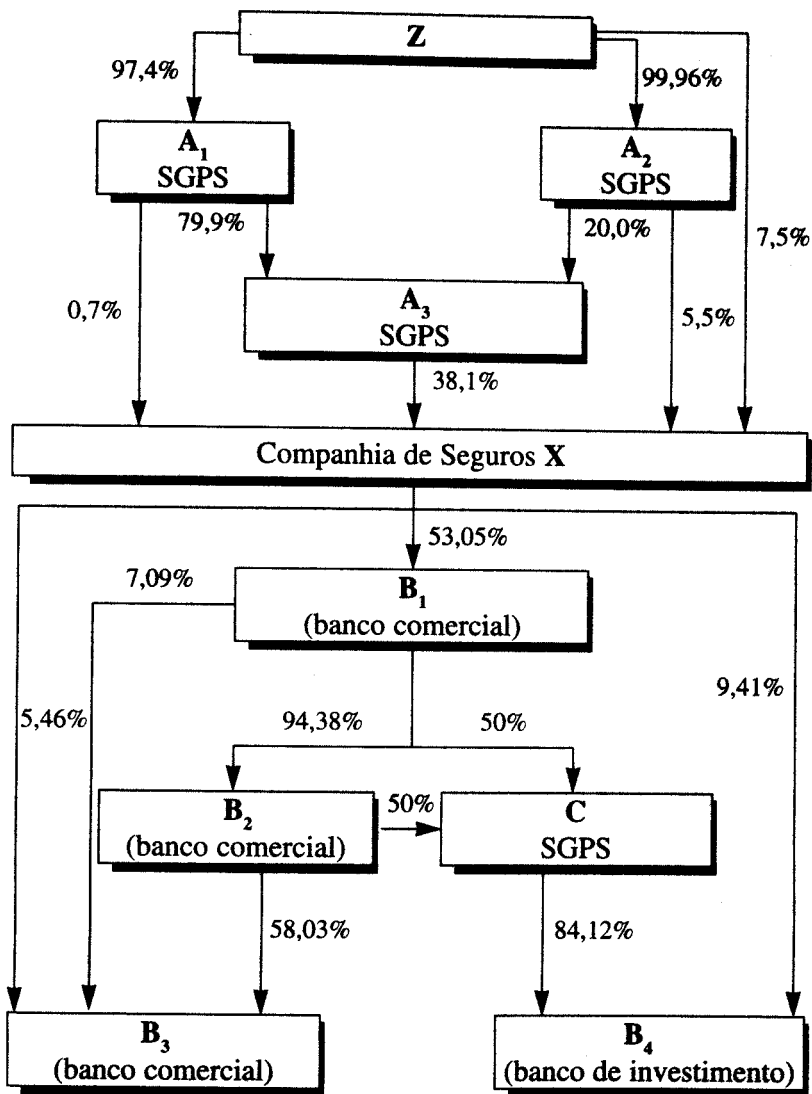 Z
97,4%
99,96%
A₁
SGPS
A₂
SGPS
79,9%
20,0%
7,5%
0,7%
A₃
SGPS
5,5%
38,1%
Companhia de Seguros X
53,05%
7,09%
B₁
(banco comercial)
9,41%
5,46%
94,38%
50%
B₂
(banco comercial)
50%
C
SGPS
58,03%
84,12%
B₃
(banco comercial)
B₄
(banco de investimento)